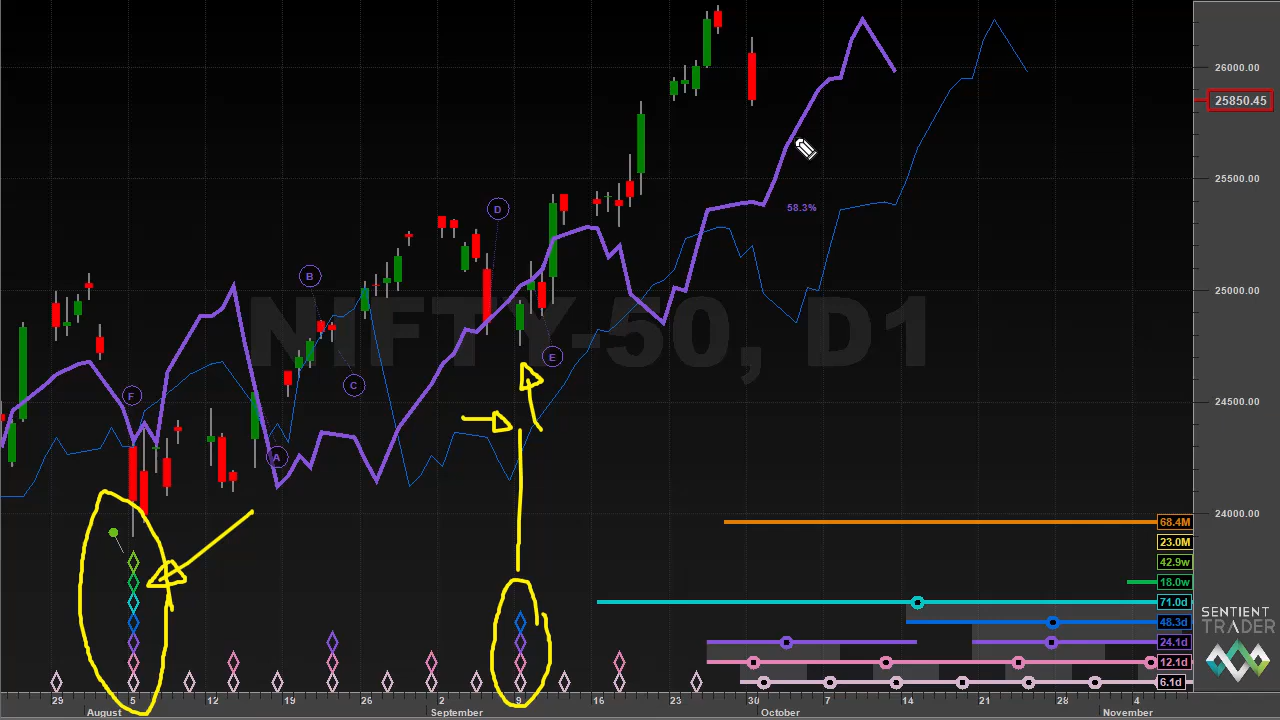 26000.00
25850.45
25500.00
58.3%
D
B
25000.00
NIFTY-50, D1
E
C
F
24500.00
A
24000.00
68.4M
23.0M
42.9w
18.0w
71.0d
48.3d
24.1d
12.1d
6.1d
SENTIENT
TRADER
29 5 12 19 26 2 9 16 24 30 7 14 21 28 4
August September October November